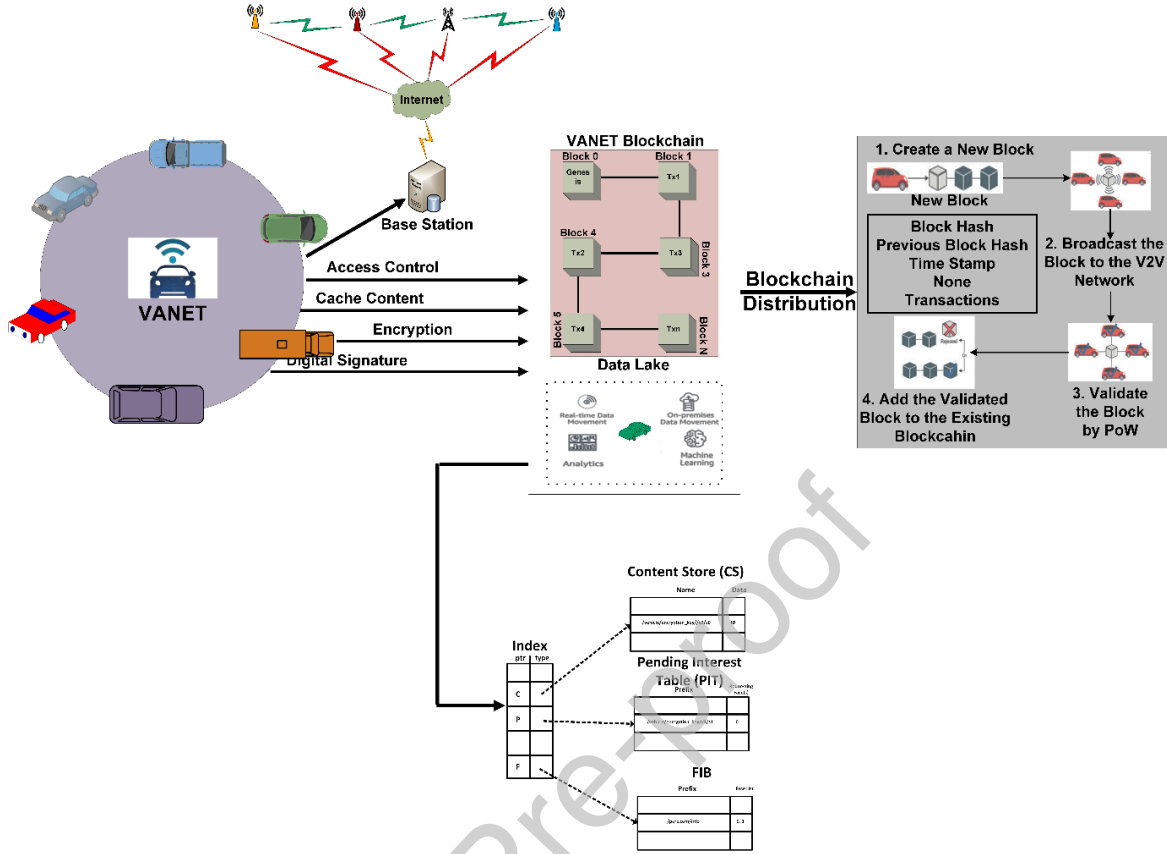 Internet
Base Station
VANET
Access Control
Cache Content
Encryption
Digital Signature
VANET Blockchain
Block 0
Block 1
Genes
is
Tx1
Block 4
Tx2
Tx3
Block 3
Block 5
Tx4
Txn
Block N
Data Lake
Real-time Data
Movement
On-premises
Data Movement
Analytics
Machine
Learning
Blockchain
Distribution
1. Create a New Block
New Block
Block Hash
Previous Block Hash
Time Stamp
None
Transactions
2. Broadcast the
Block to the V2V
Network
Rejected
3. Validate
the Block
by PoW
4. Add the Validated
Block to the Existing
Blockcahin
Content Store (CS)
Name
Data
Index
ptr
type
C
P
F
Pending Interest
Table (PIT)
Prefix
FIB
Prefix
Pre-proof